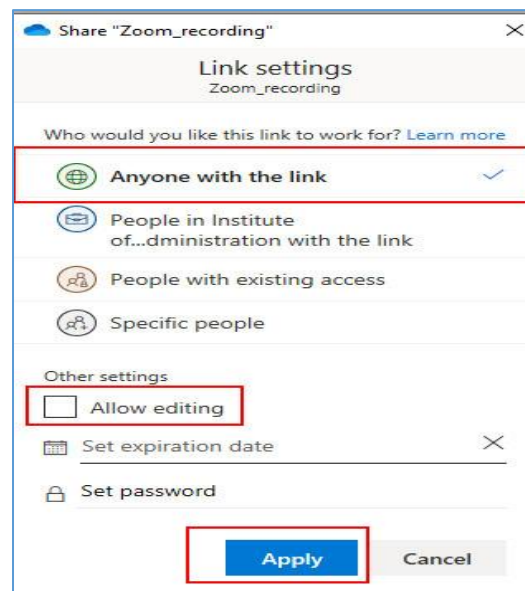 Share "Zoom_recording"
Link settings
Zoom_recording
Who would you like this link to work for? Learn more
Anyone with the link
People in Institute
of...dministration with the link
People with existing access
Specific people
Other settings
Allow editing
Set expiration date
Set password
Apply Cancel